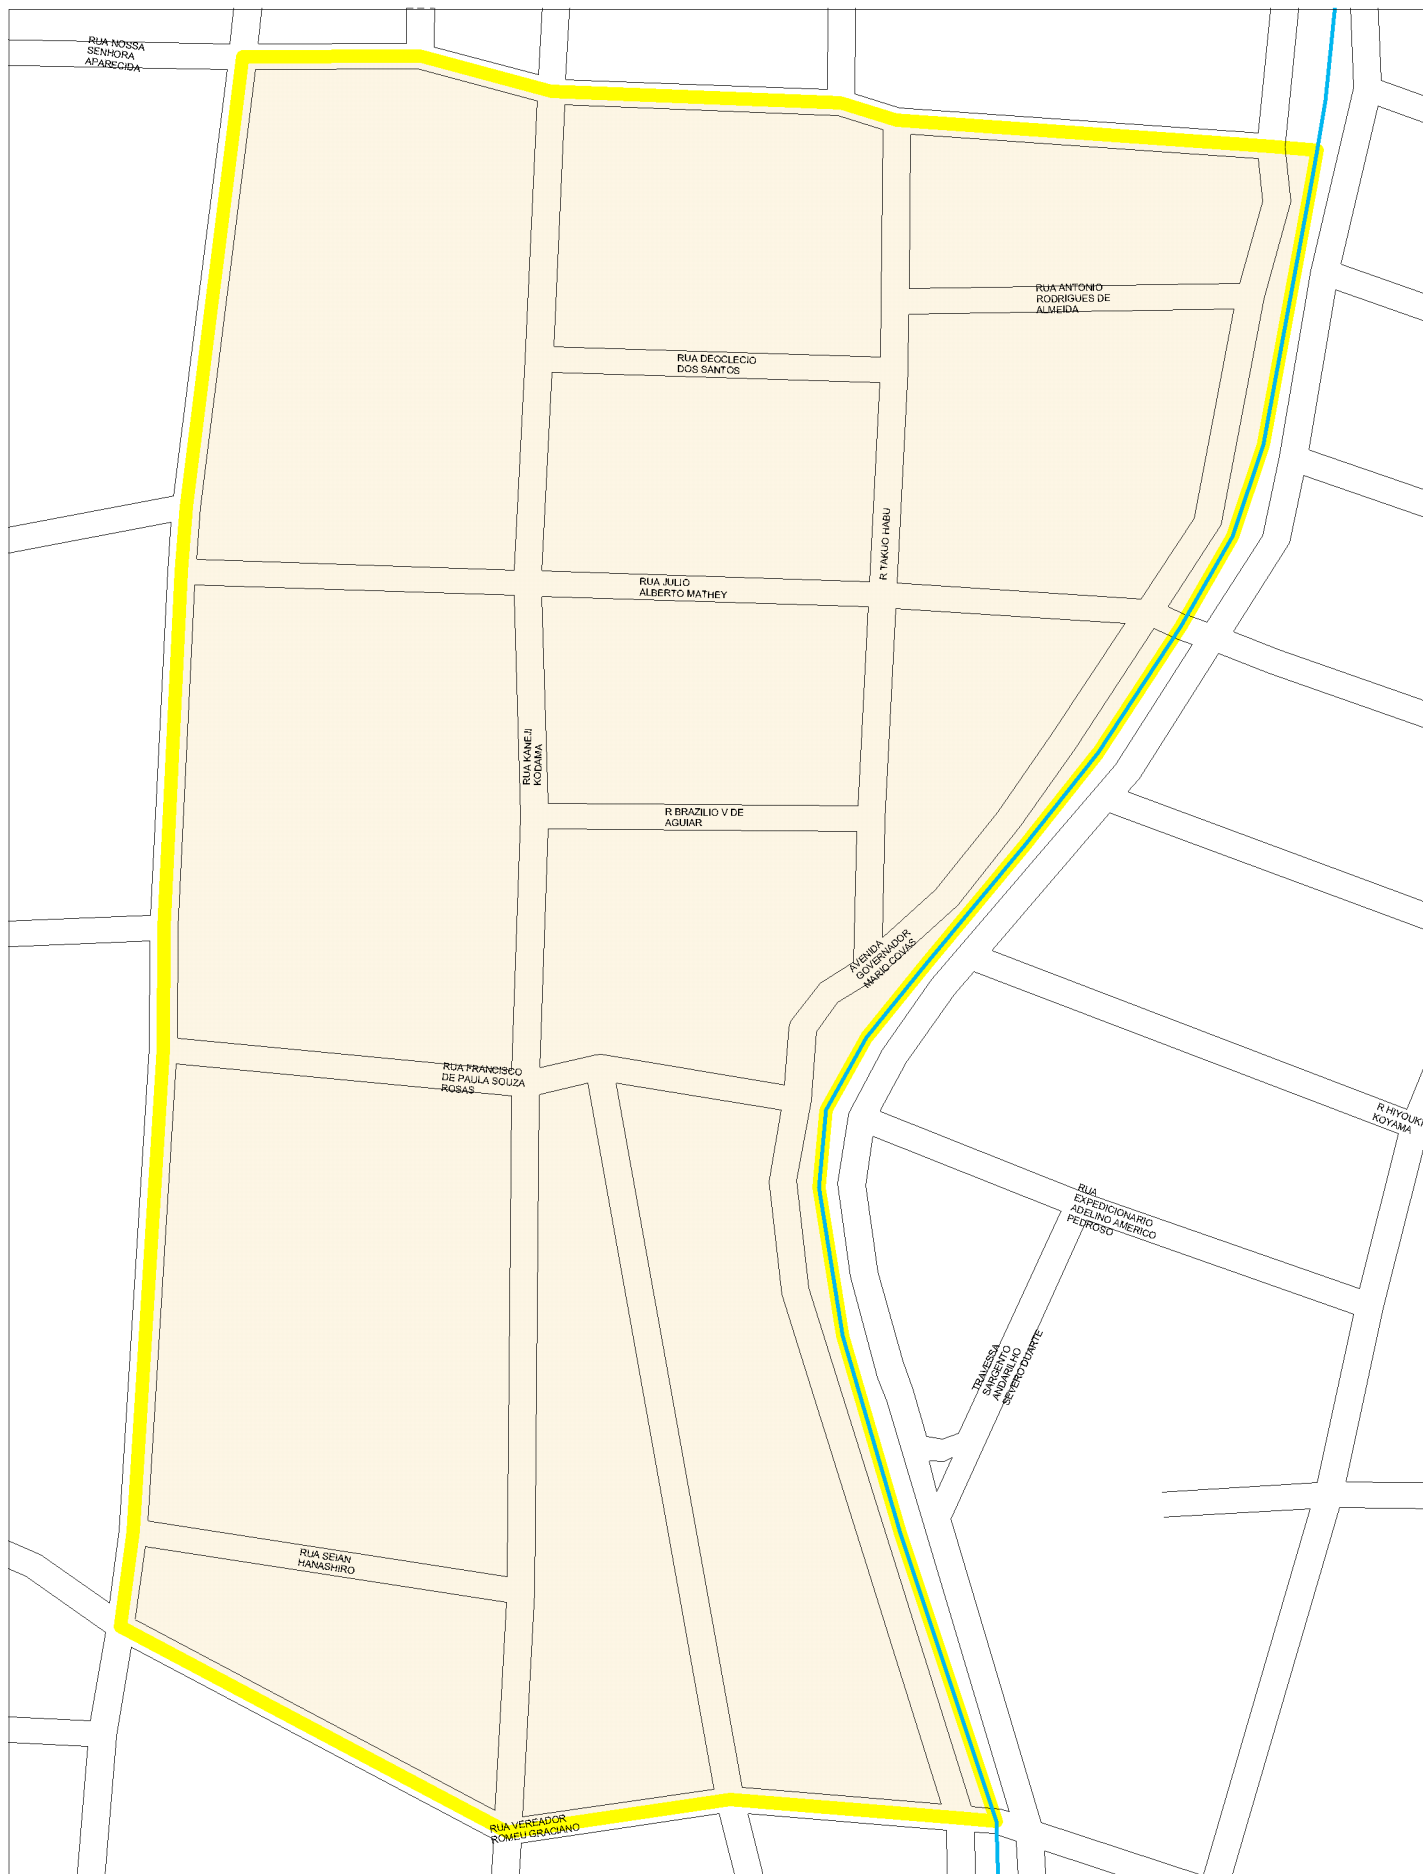 RUA NOSSA
SENHORA
APARECIDA
RUA ANTONIO
RODRIGUES DE
ALMEIDA
RUA DEOCLECIO
DOS SANTOS
R TAKUO HABU
RUA JULIO
ALBERTO MATHEY
RUA KANEJI
KODAMA
R BRAZILIO V DE
AGUIAR
AVENIDA
GOVERNADOR
MARIO COVAS
RUA FRANCISCO
DE PAULA SOUZA
ROSAS
R HIYOUKI
KOYAMA
RUA
EXPEDICIONARIO
ADELINO AMERICO
PEDROSO
TRAVESSA
SARGENTO
ANDARILHO
SEVERO DUARTE
RUA SEIAN
HANASHIRO
RUA VEREADOR
ROMEU GRACIANO